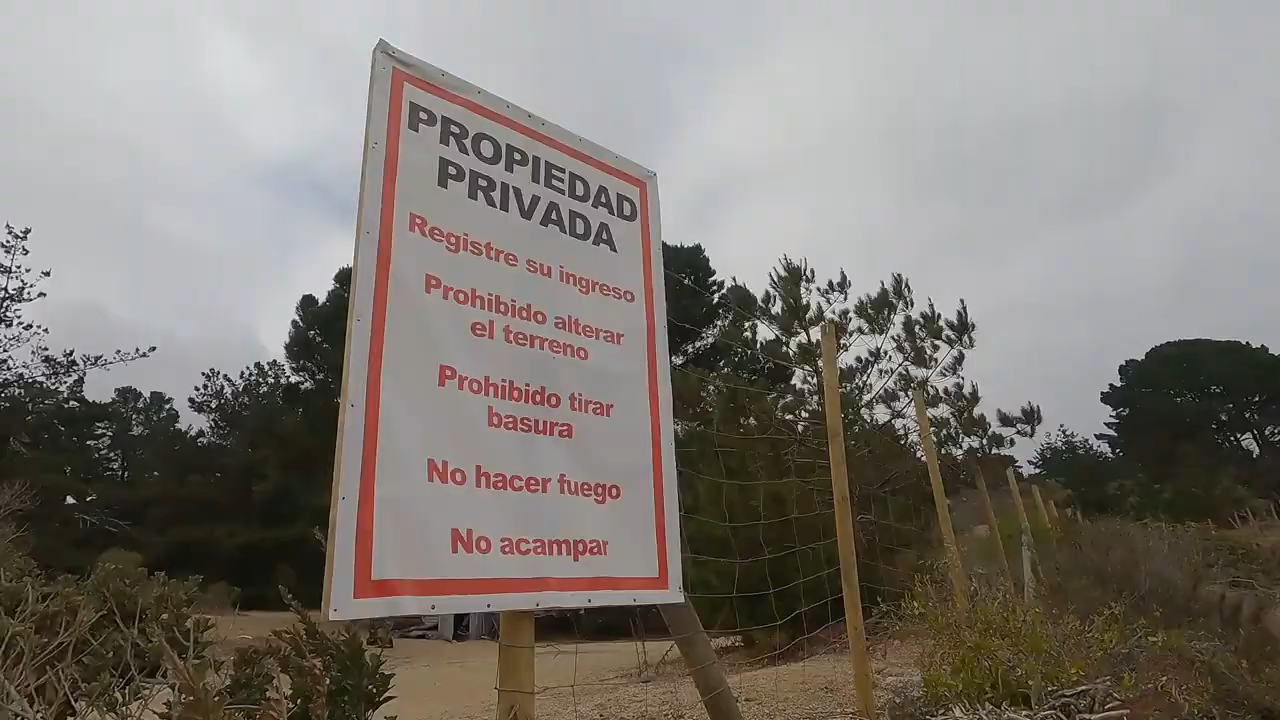 PROPIEDAD
PRIVADA
Registre su ingreso
Prohibido alterar
el terreno
Prohibido tirar
basura
No hacer fuego
No acampar